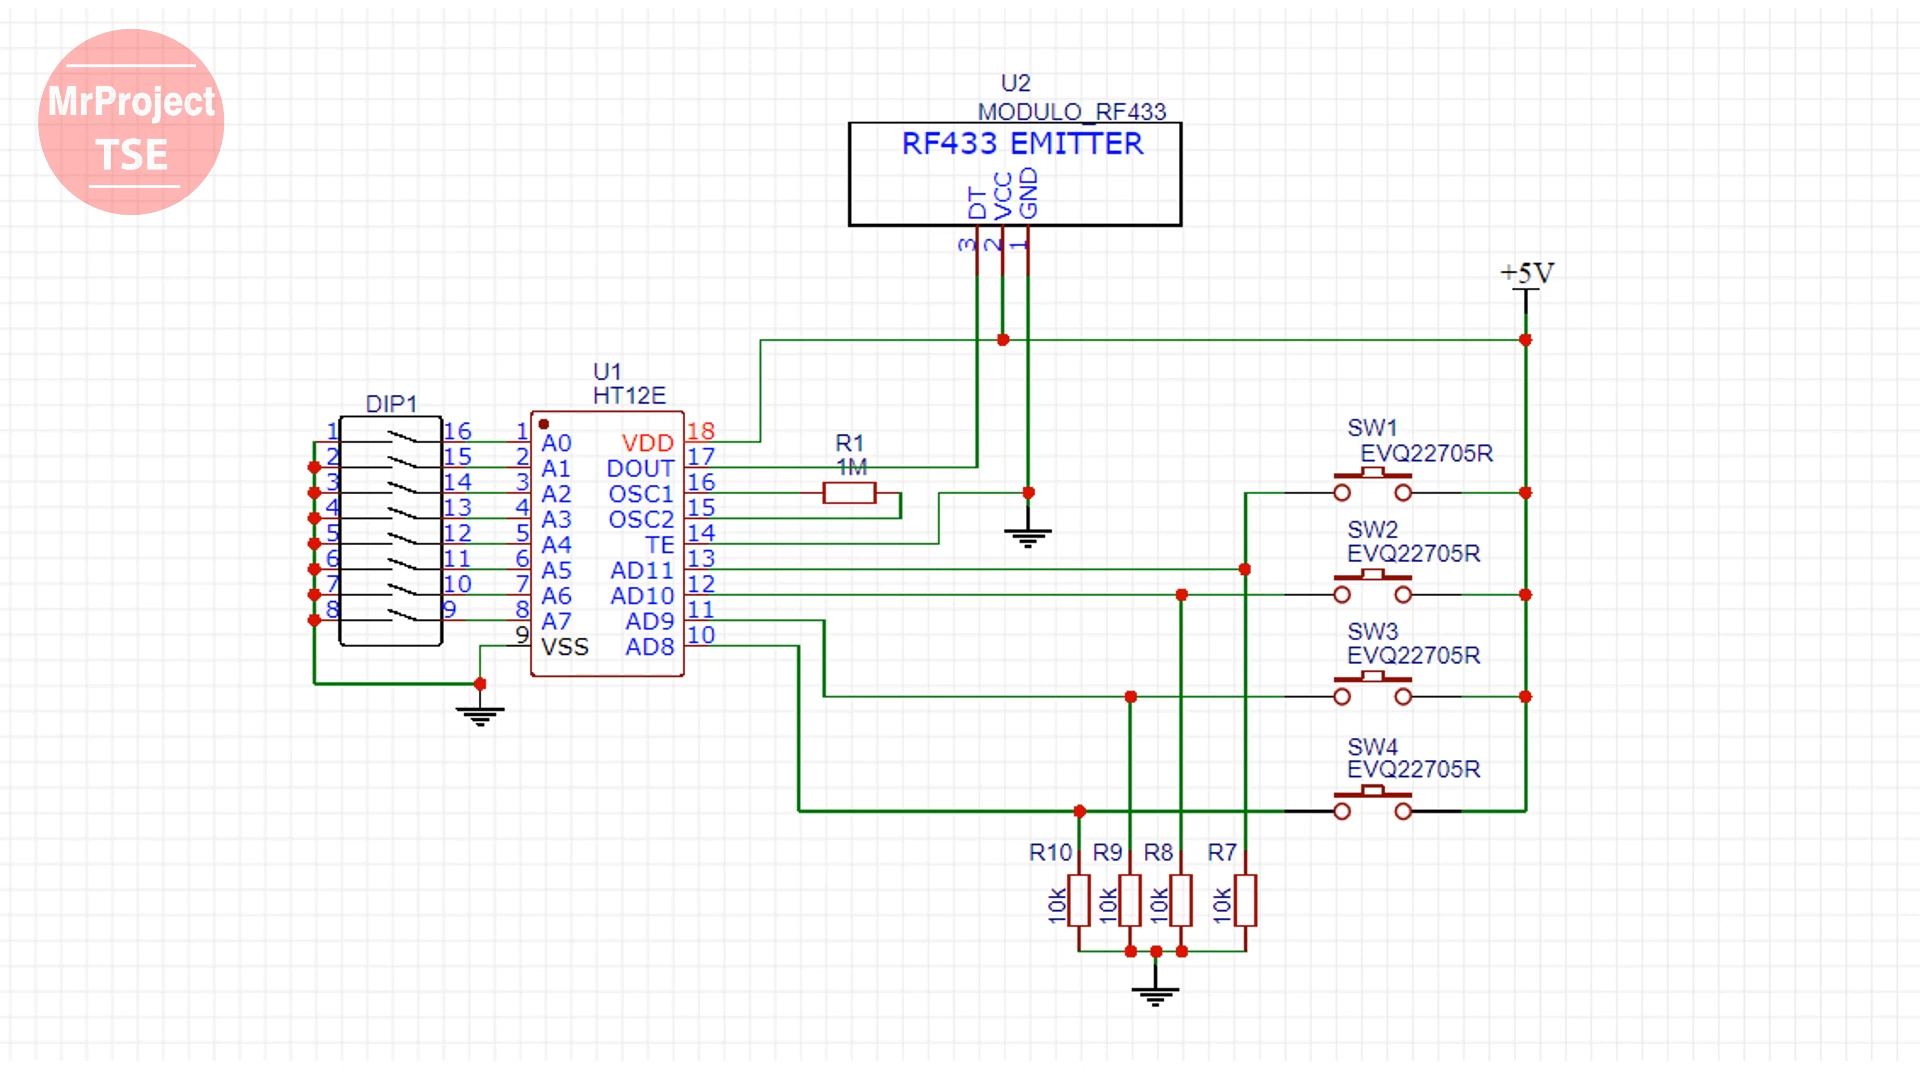 MrProject
TSE
U2
MODULO_RF433
RF433 EMITTER
DT
VCC
GND
3
2
1
+5V
U1
HT12E
DIP1
1
2
3
4
5
6
7
8
16
15
14
13
12
11
10
9
1
2
3
4
5
6
7
8
9
A0
A1
A2
A3
A4
A5
A6
A7
VSS
VDD
DOUT
OSC1
OSC2
TE
AD11
AD10
AD9
AD8
18
17
16
15
14
13
12
11
10
R1
1M
SW1
EVQ22705R
SW2
EVQ22705R
SW3
EVQ22705R
SW4
EVQ22705R
R10
R9
R8
R7
10k
10k
10k
10k